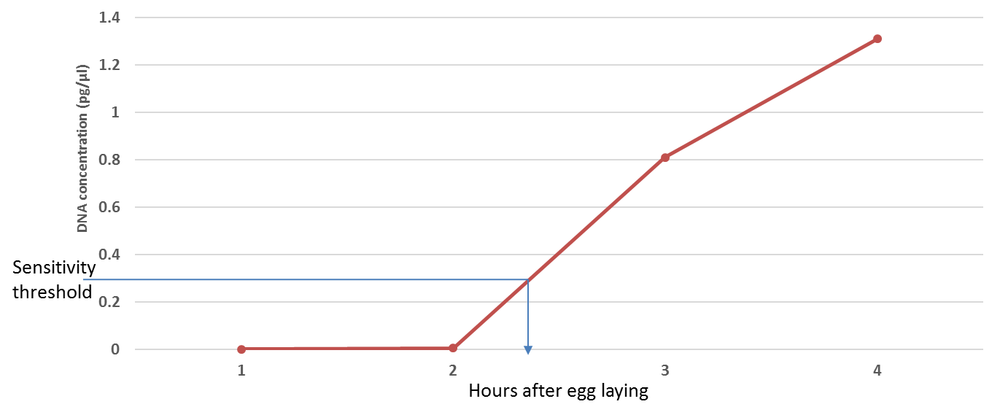 1.4
1.2
1
0.8
0.6
0.4
0.2
0
DNA concentration (pg/µl)
Sensitivity
threshold
1 2 3 4
Hours after egg laying